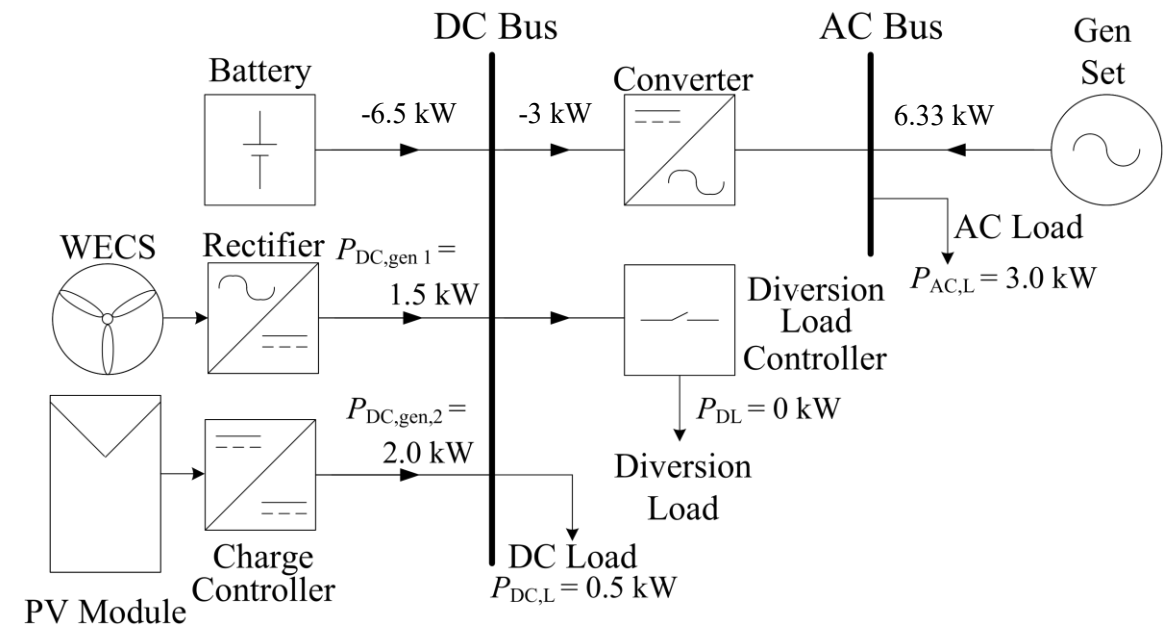 DC Bus
AC Bus
Gen
Set
Battery
Converter
-6.5 kW
-3 kW
6.33 kW
WECS
Rectifier
P_DC,gen 1 =
1.5 kW
AC Load
P_AC,L = 3.0 kW
Diversion
Load
Controller
P_DC,gen,2 =
2.0 kW
P_DL = 0 kW
Diversion
Load
Charge
Controller
DC Load
P_DC,L = 0.5 kW
PV Module